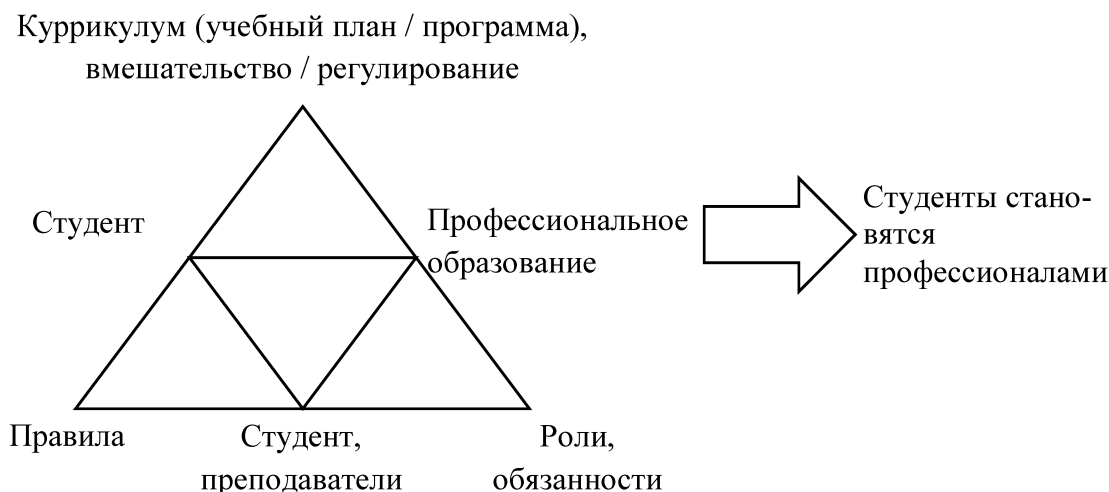 Куррикулум (учебный план / программа),
вмешательство / регулирование
Студент
Профессиональное
образование
Студенты стано-
вятся
профессионалами
Правила
Студент,
преподаватели
Роли,
обязанности